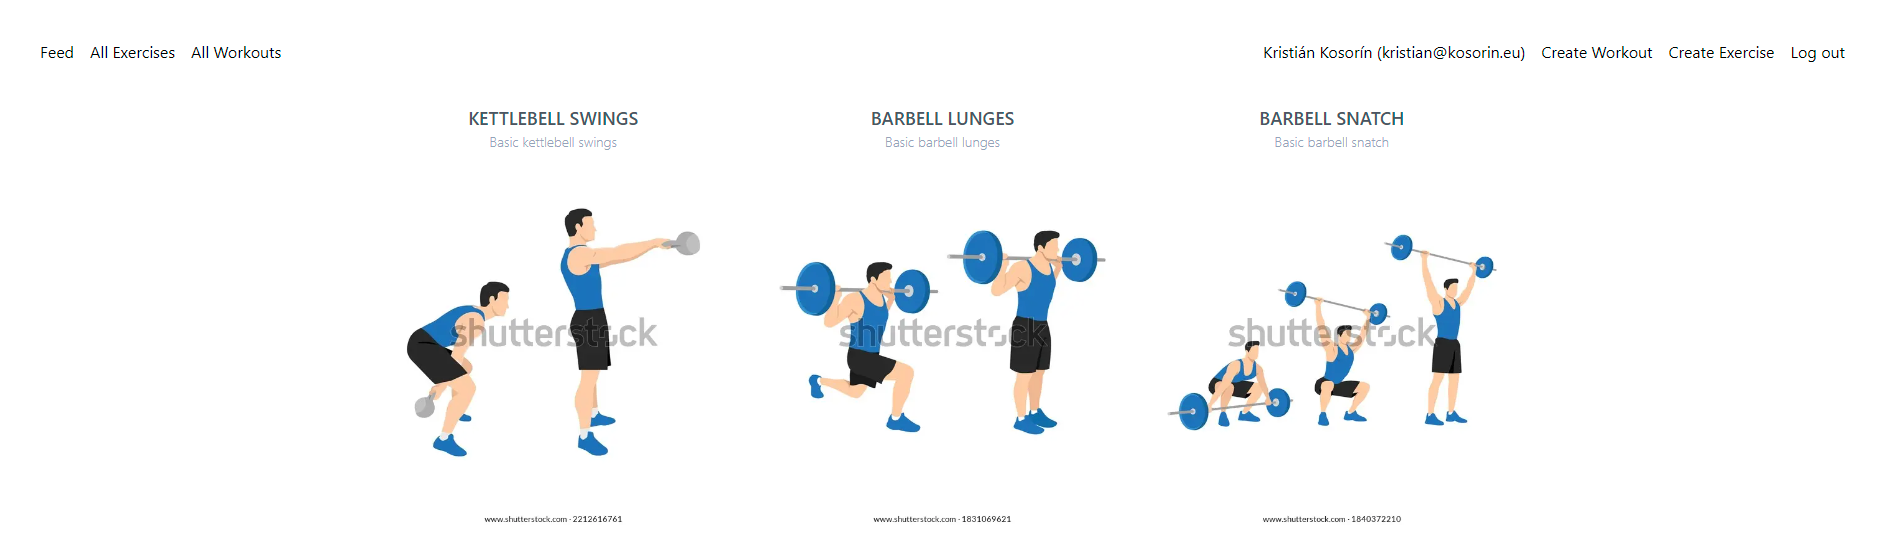 Feed All Exercises All Workouts Kristián Kosorín (kristian@kosorin.eu) Create Workout Create Exercise Log out
KETTLEBELL SWINGS
Basic kettlebell swings
shutterstock
www.shutterstock.com · 2212616761
BARBELL LUNGES
Basic barbell lunges
shutterstock
www.shutterstock.com · 1831069621
BARBELL SNATCH
Basic barbell snatch
shutterstock
www.shutterstock.com · 1840372210